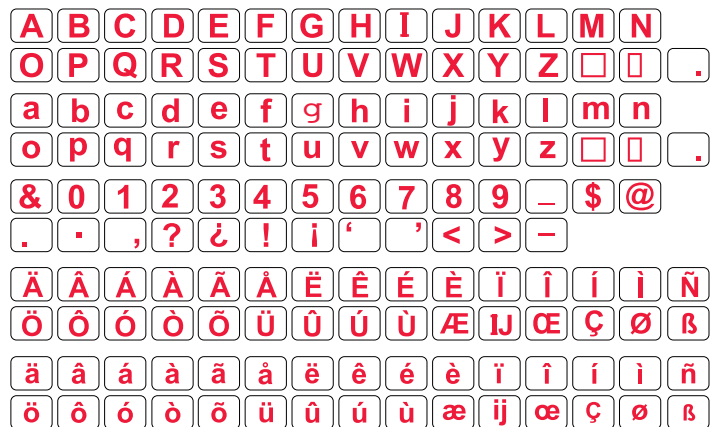 A B C D E F G H I J K L M N
O P Q R S T U V W X Y Z □ ▯ .
a b c d e f g h i j k l m n
o p q r s t u v w x y z □ ▯ .
& 0 1 2 3 4 5 6 7 8 9 _ $ @
. · , ? ¿ ! ¡ ‘ ’ < > –
Ä Â Á À Ã Å Ë Ê É È Ï Î Í Ì Ñ
Ö Ô Ó Ò Õ Ü Û Ú Ù Æ IJ Œ Ç Ø ß
ä â á à ã å ë ê é è ï î í ì ñ
ö ô ó ò õ ü û ú ù æ ij œ ç ø ß